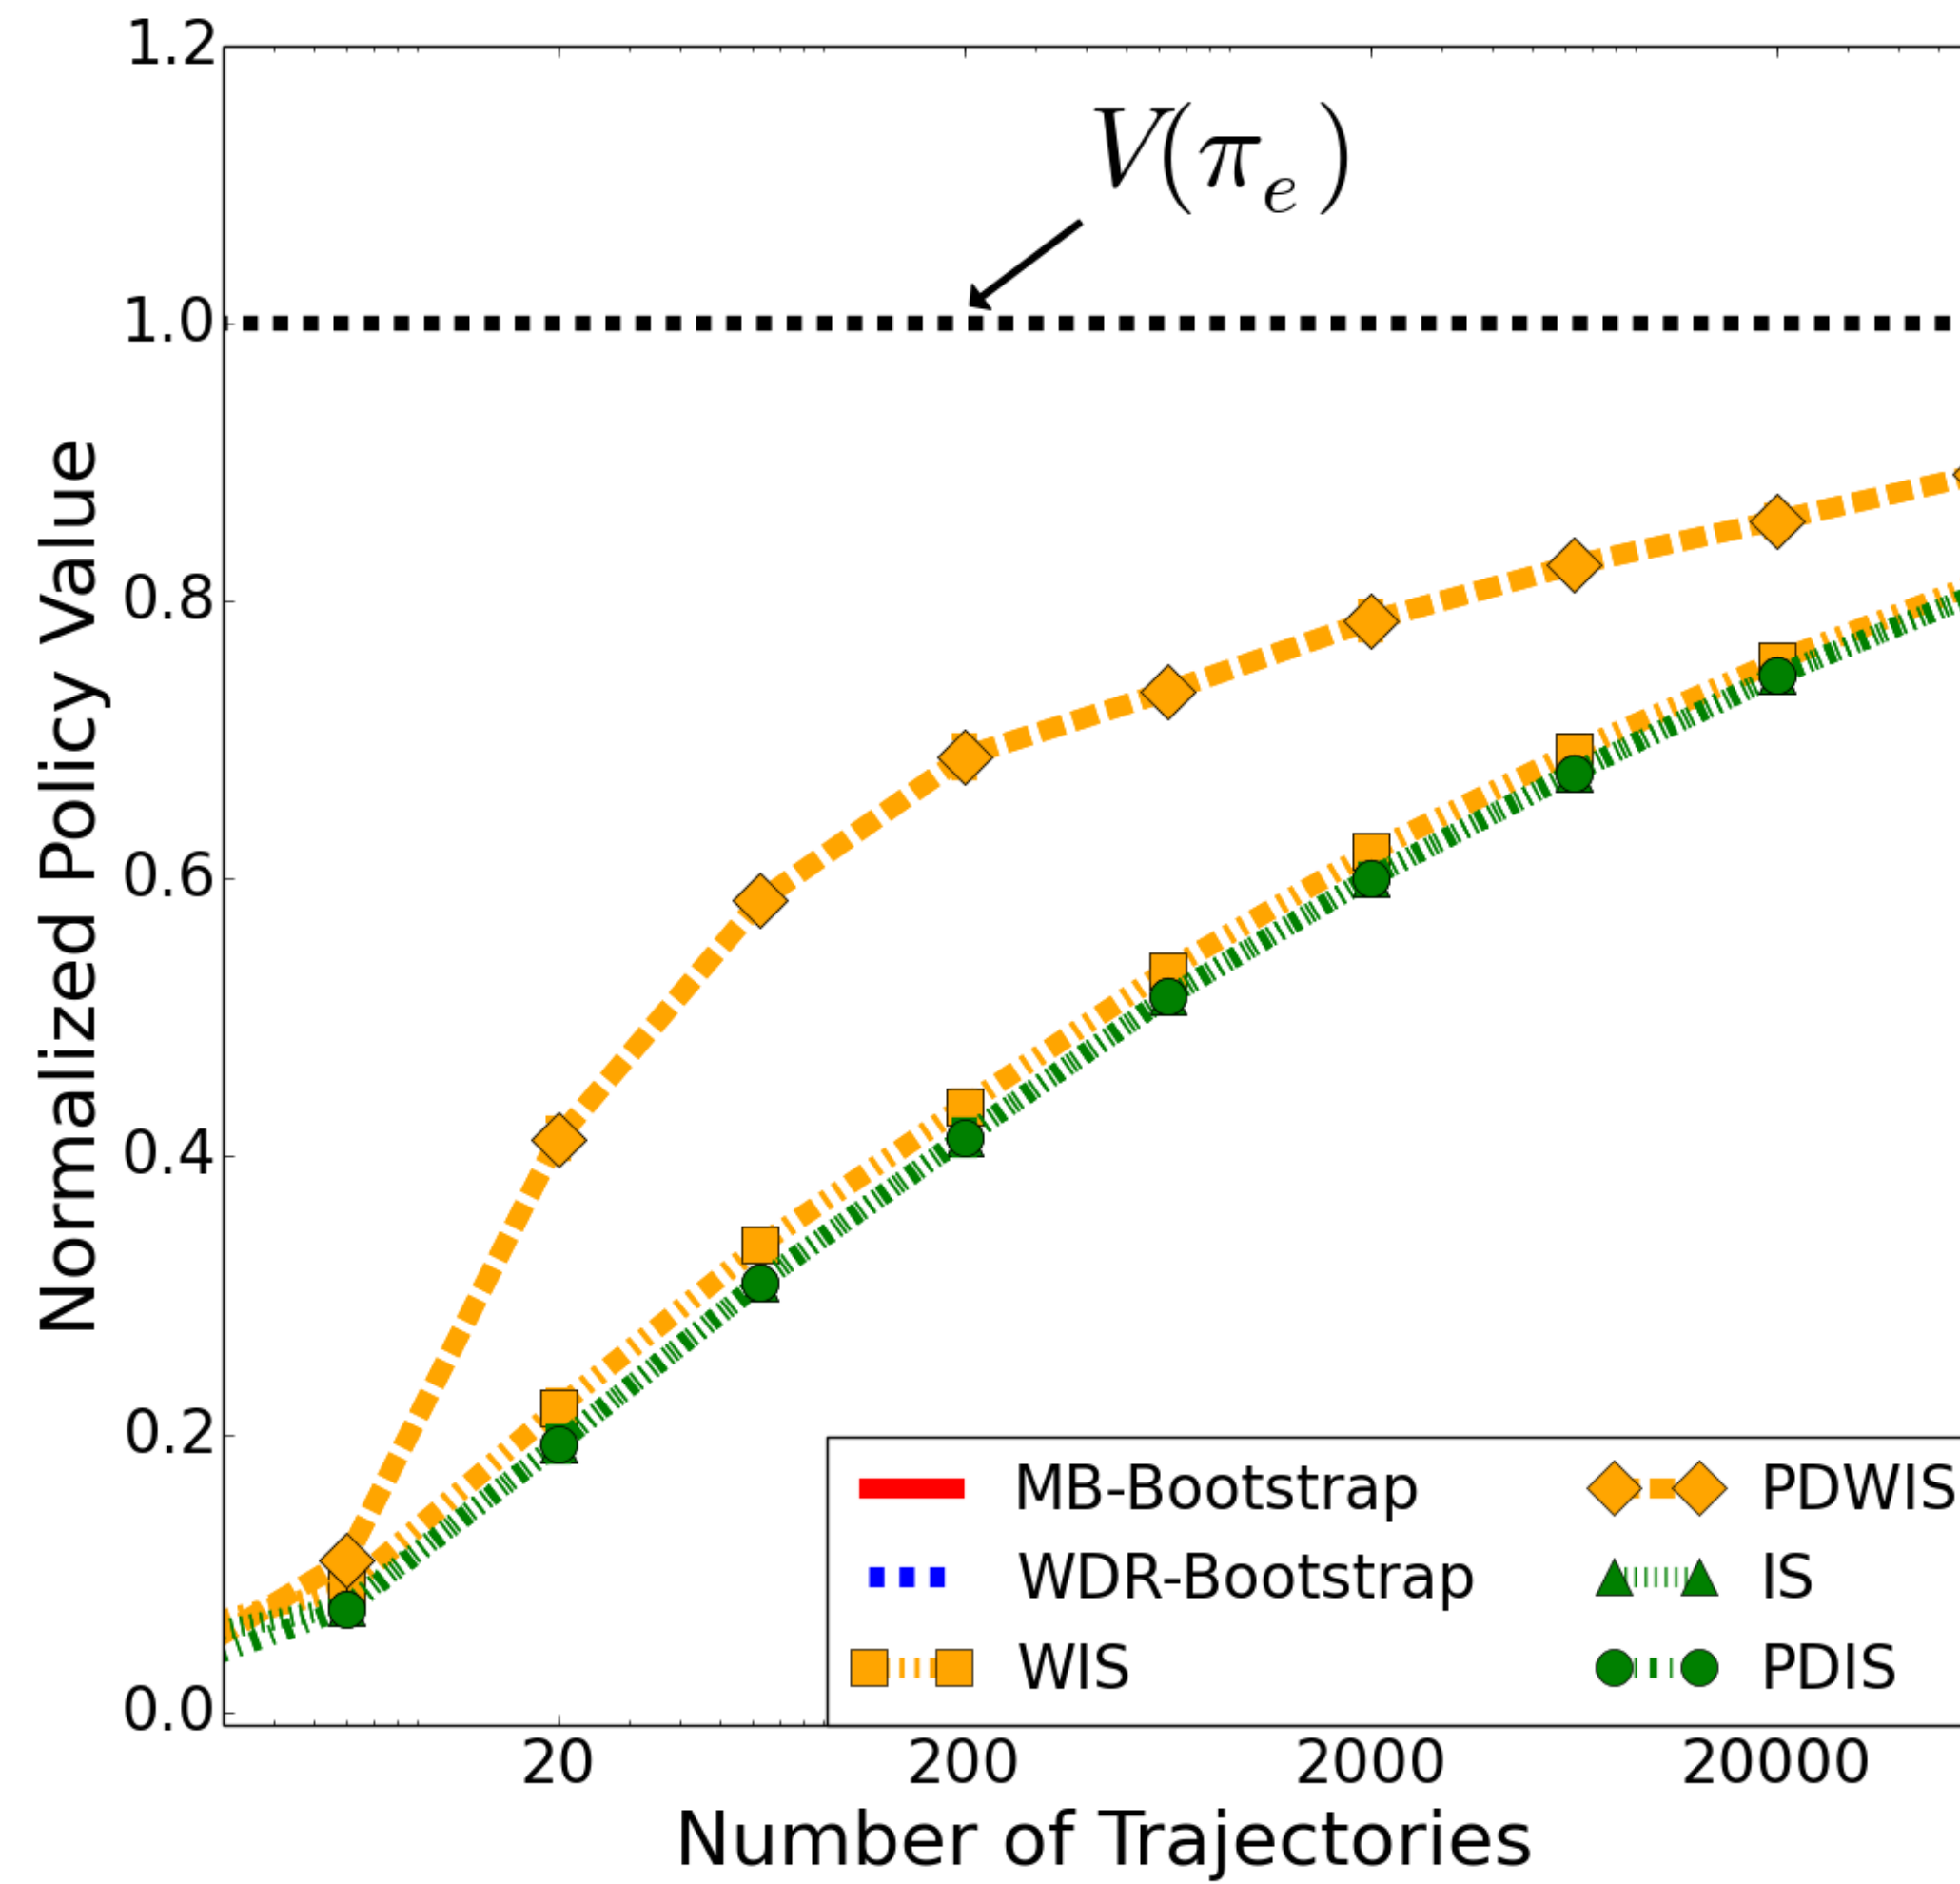 1.2
V(πe)
1.0
0.8
0.6
0.4
0.2
0.0
Normalized Policy Value
MB-Bootstrap
PDWIS
WDR-Bootstrap
IS
WIS
PDIS
20 200 2000 20000
Number of Trajectories